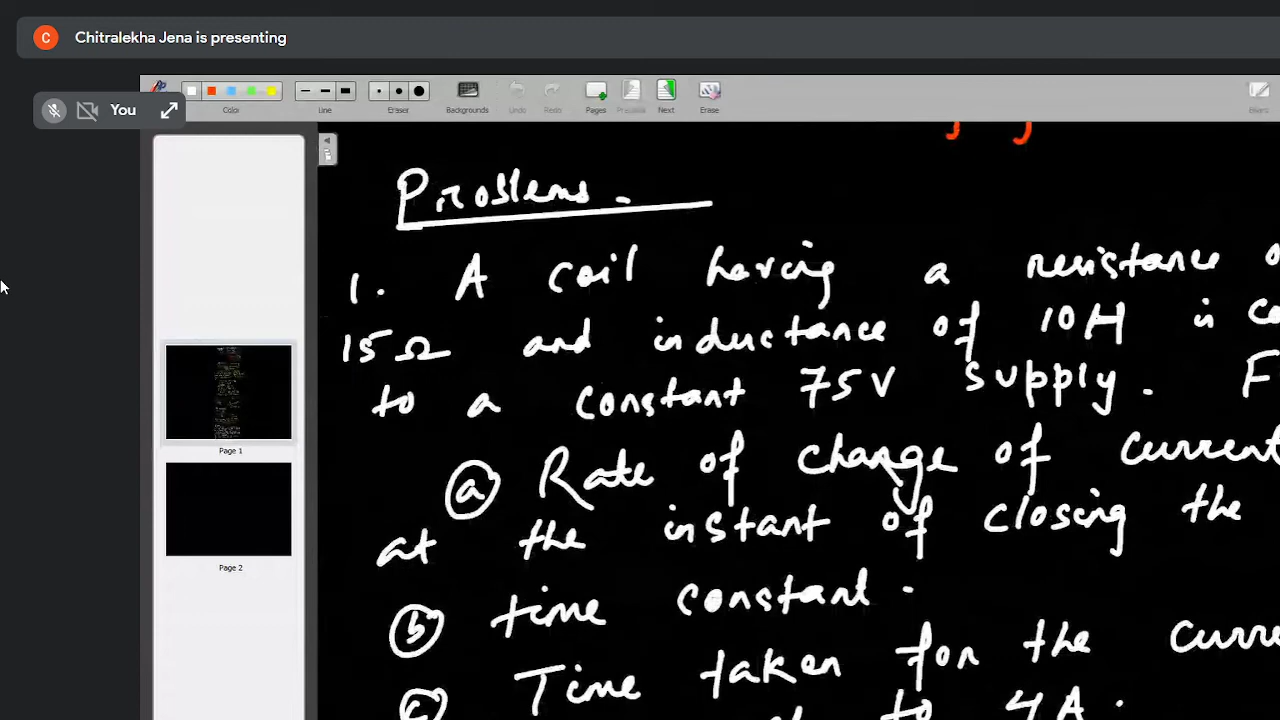 C Chitralekha Jena is presenting
You
Color Line Eraser Backgrounds Undo Redo Pages Previous Next Erase
Problems.
1. A coil having a resistance
15Ω and inductance of 10H is
to a constant 75V supply.
ⓐ Rate of change of current
at the instant of closing the
ⓑ time constant.
ⓒ Time taken for the
to 4A.
Page 1
Page 2